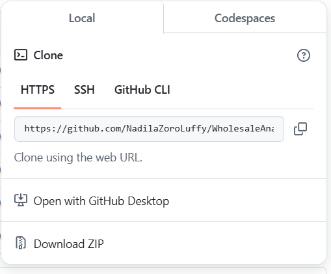 Local Codespaces
Clone
HTTPS SSH GitHub CLI
https://github.com/NadilaZoroLuffy/WholesaleAna
Clone using the web URL.
Open with GitHub Desktop
Download ZIP